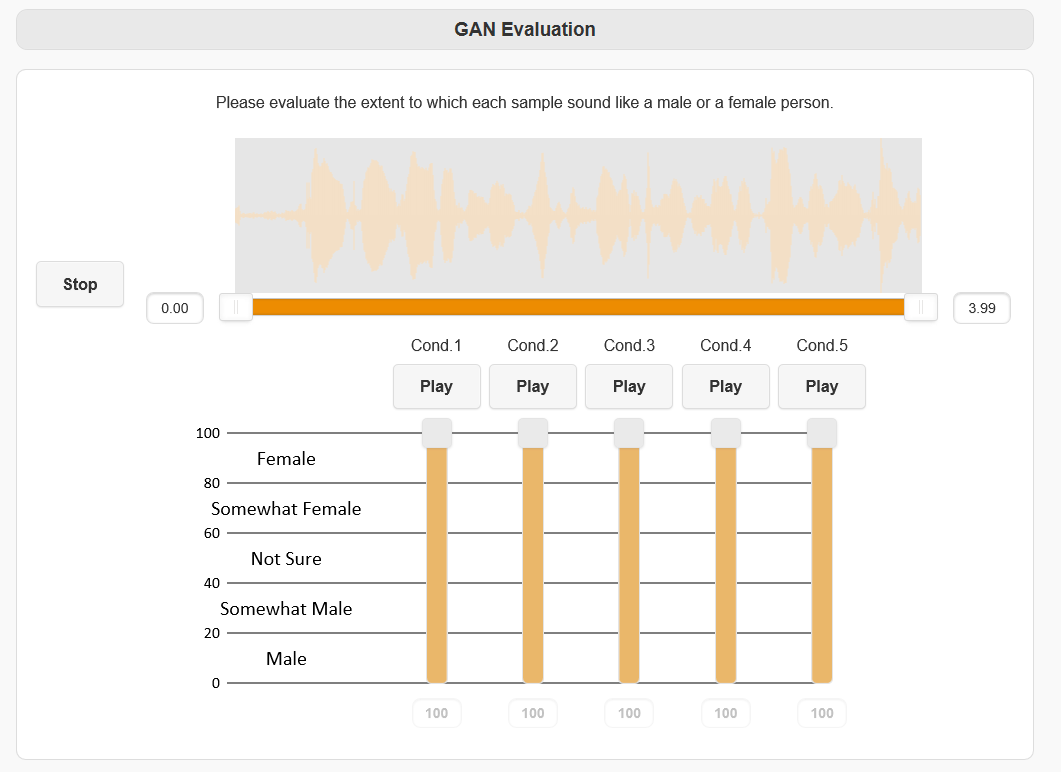 GAN Evaluation
Please evaluate the extent to which each sample sound like a male or a female person.
Stop
0.00
3.99
Cond.1 Cond.2 Cond.3 Cond.4 Cond.5
Play Play Play Play Play
100
Female
80
Somewhat Female
60
Not Sure
40
Somewhat Male
20
Male
0
100 100 100 100 100